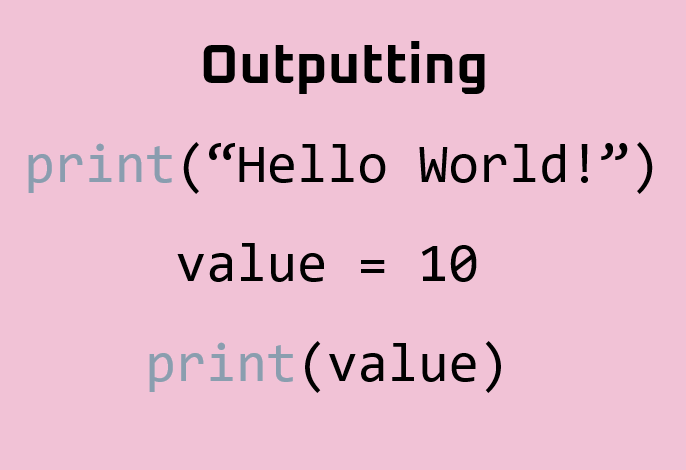 Outputting
print(“Hello World!”)
value = 10
print(value)